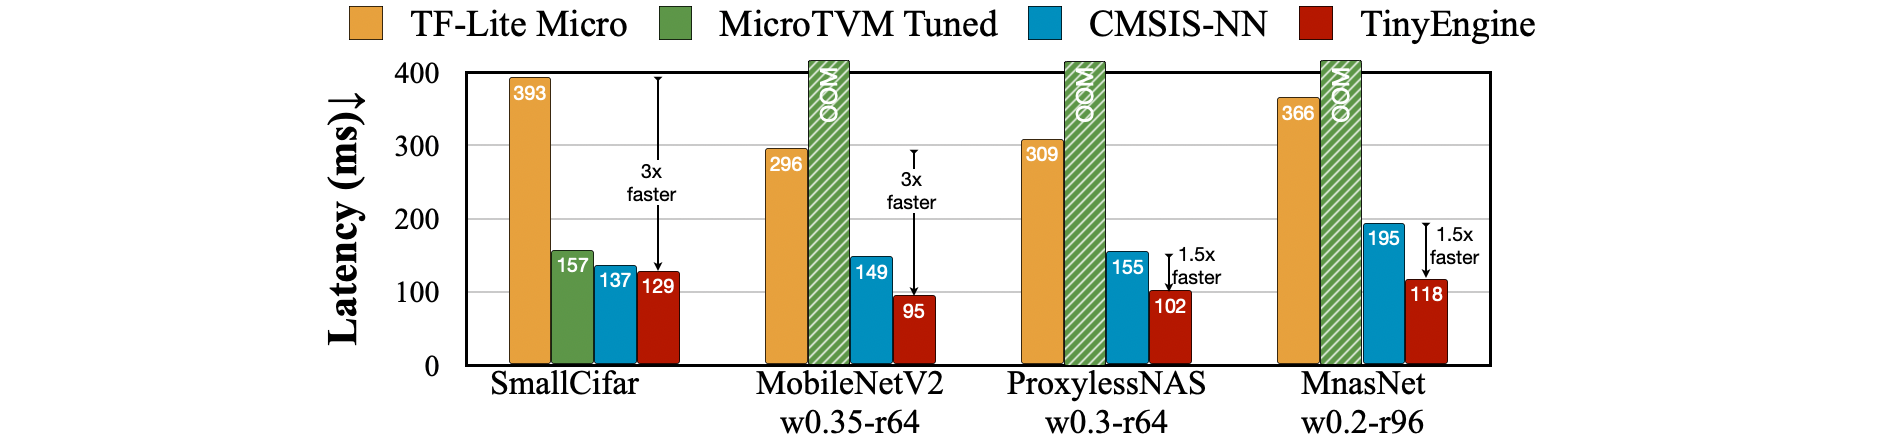 TF-Lite Micro MicroTVM Tuned CMSIS-NN TinyEngine
Latency (ms)↓
400
300
200
100
0
393
157
137
129
3x
faster
296
OOM
149
95
3x
faster
309
OOM
155
102
1.5x
faster
366
OOM
195
118
1.5x
faster
SmallCifar
MobileNetV2
w0.35-r64
ProxylessNAS
w0.3-r64
MnasNet
w0.2-r96